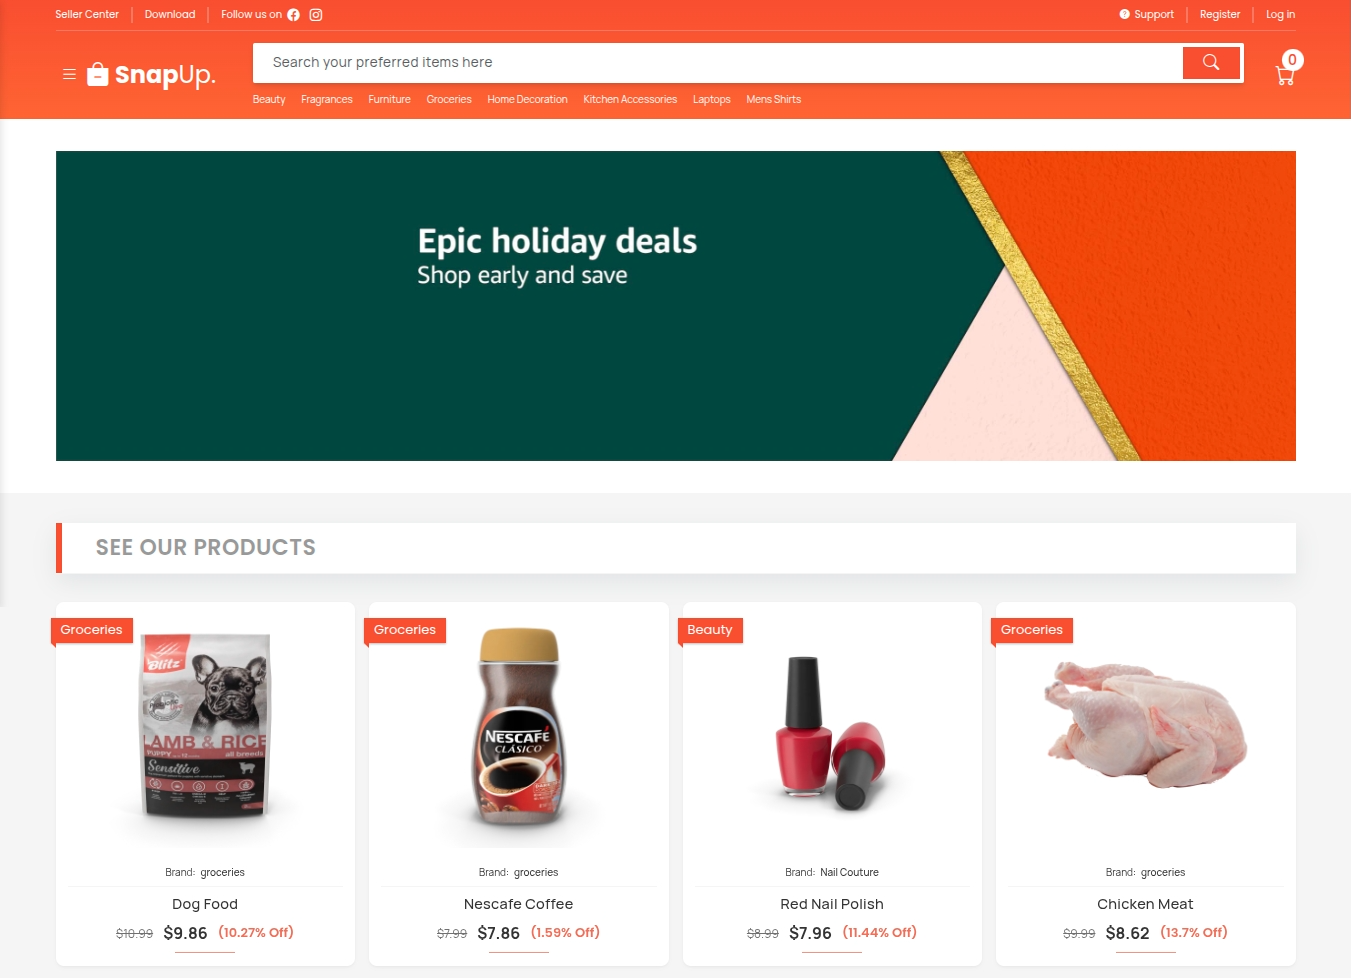 Seller Center
Download
Follow us on
Support
Register
Log in
SnapUp.
Search your preferred items here
0
Beauty
Fragrances
Furniture
Groceries
Home Decoration
Kitchen Accessories
Laptops
Mens Shirts
Epic holiday deals
Shop early and save
SEE OUR PRODUCTS
Groceries
Blitz
LAMB & RICE
PUPPY
all breeds
Sensitive
Brand: groceries
Dog Food
$10.99 $9.86 (10.27% Off)
Groceries
NESCAFÉ
CLÁSICO
Brand: groceries
Nescafe Coffee
$7.99 $7.86 (1.59% Off)
Beauty
Brand: Nail Couture
Red Nail Polish
$8.99 $7.96 (11.44% Off)
Groceries
Brand: groceries
Chicken Meat
$9.99 $8.62 (13.7% Off)